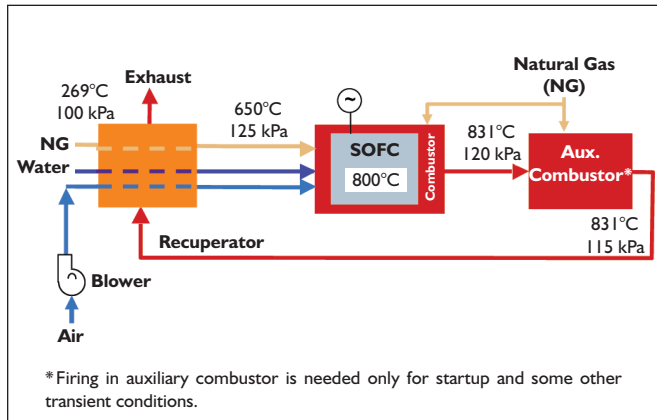 Exhaust
269°C
100 kPa
NG
Water
Recuperator
Blower
Air
650°C
125 kPa
~
SOFC
800°C
Combustor
Natural Gas
(NG)
831°C
120 kPa
Aux.
Combustor*
831°C
115 kPa
*Firing in auxiliary combustor is needed only for startup and some other
transient conditions.